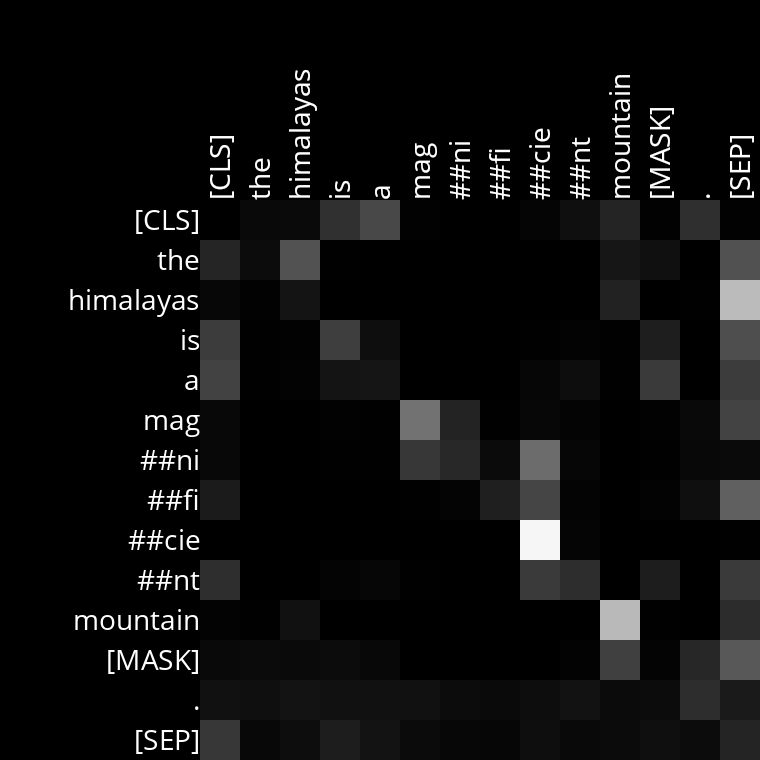 [CLS] the himalayas is a mag ##ni ##fi ##cie ##nt mountain [MASK] . [SEP]
[CLS]
the
himalayas
is
a
mag
##ni
##fi
##cie
##nt
mountain
[MASK]
.
[SEP]